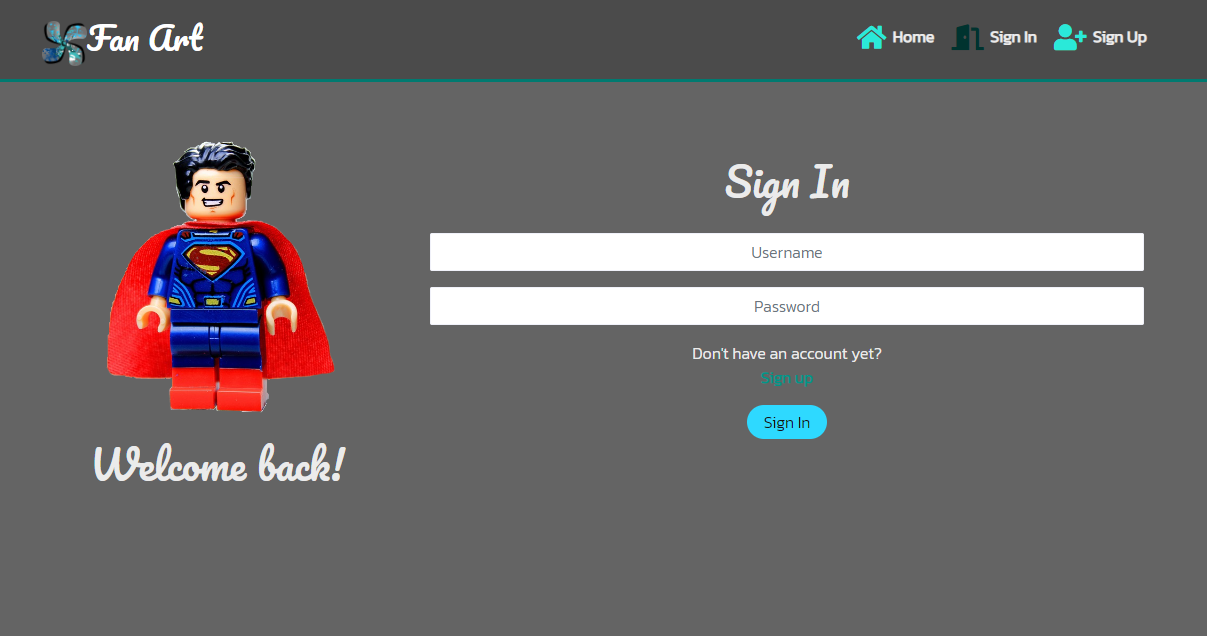 Fan Art
Home
Sign In
Sign Up
Sign In
Username
Password
Don't have an account yet?
Sign up
Sign In
Welcome back!